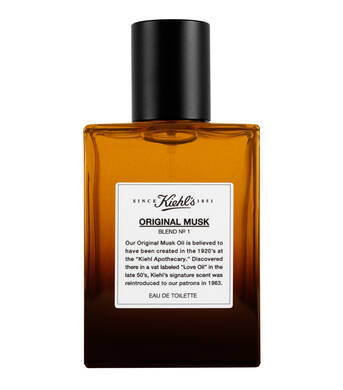 SINCE Kiehl's 1851
ORIGINAL MUSK
BLEND Nº 1
Our Original Musk Oil is believed to
have been created in the 1920's at
the "Kiehl Apothecary." Discovered
there in a vat labeled "Love Oil" in the
late 50's, Kiehl's signature scent was
reintroduced to our patrons in 1963.
EAU DE TOILETTE